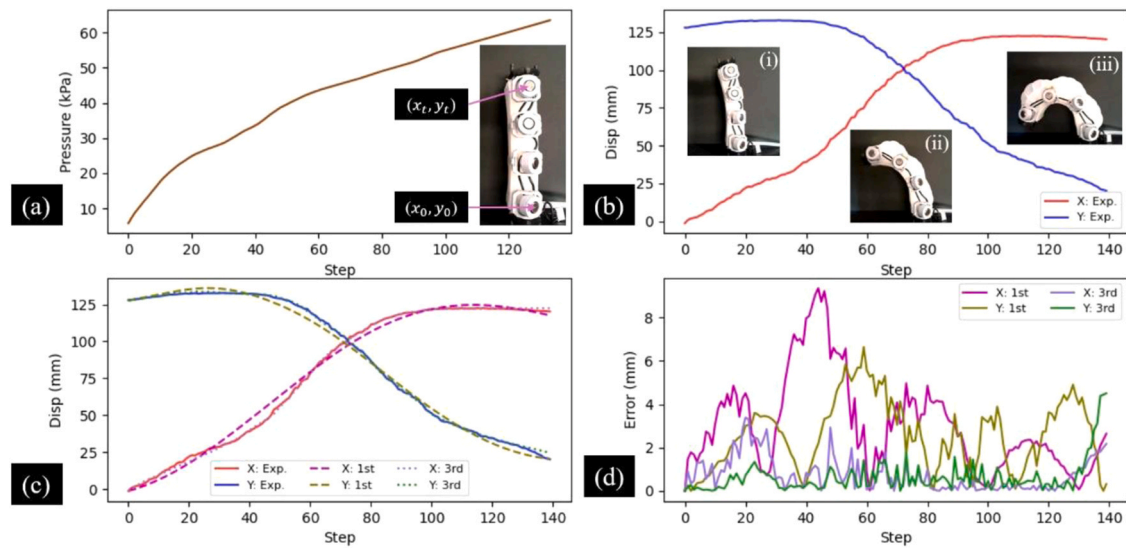 (a)
Pressure (kPa)
60
50
40
30
20
10
0 20 40 60 80 100 120
Step
(xₜ, yₜ)
(x₀, y₀)
(b)
Disp (mm)
125
100
75
50
25
0
0 20 40 60 80 100 120 140
Step
(i)
(ii)
(iii)
X: Exp.
Y: Exp.
(c)
Disp (mm)
125
100
75
50
25
0
0 20 40 60 80 100 120 140
Step
X: Exp. X: 1st X: 3rd
Y: Exp. Y: 1st Y: 3rd
(d)
Error (mm)
8
6
4
2
0
0 20 40 60 80 100 120 140
Step
X: 1st X: 3rd
Y: 1st Y: 3rd